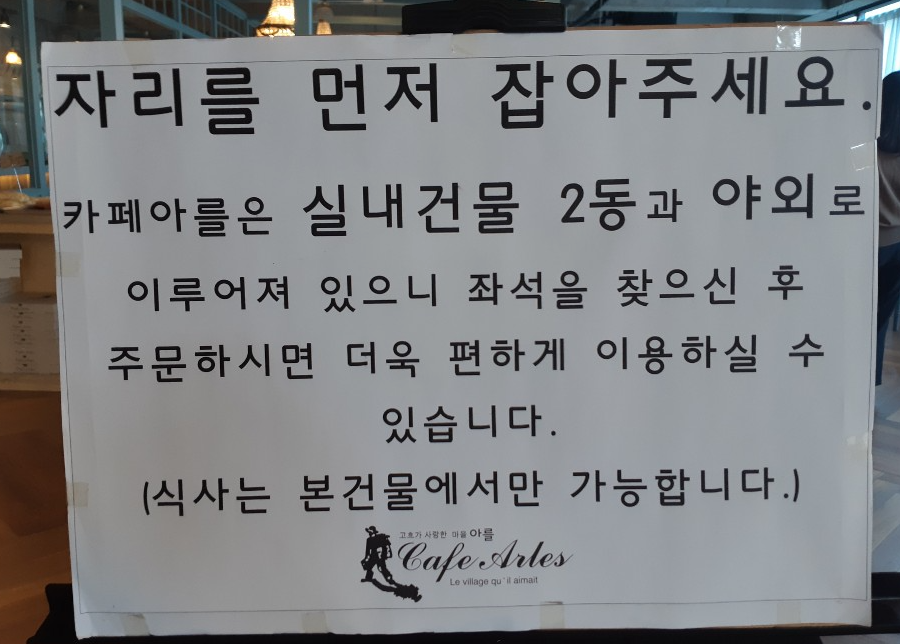 자리를 먼저 잡아주세요.
카페아를은 실내건물 2동과 야외로
이루어져 있으니 좌석을 찾으신 후
주문하시면 더욱 편하게 이용하실 수
있습니다.
(식사는 본건물에서만 가능합니다.)
고흐가 사랑한 마을 아를
Cafe Arles
Le village qu'il aimait